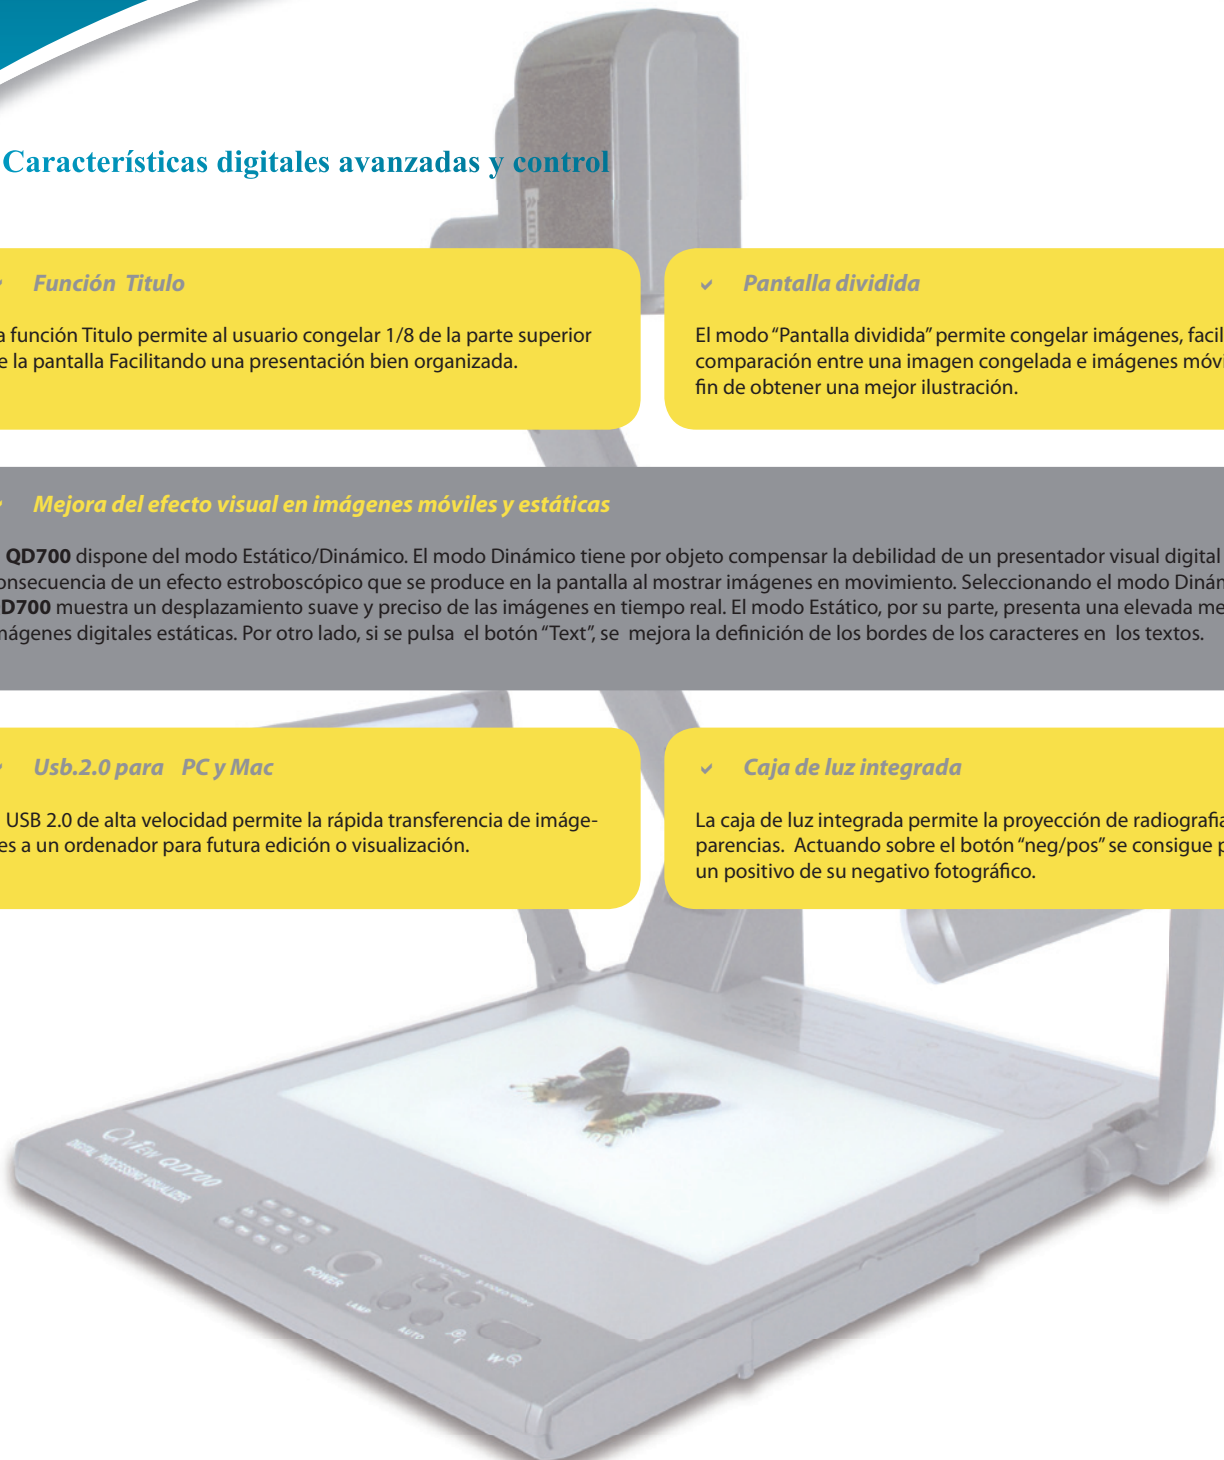 Características digitales avanzadas y control
Función Titulo
a función Titulo permite al usuario congelar 1/8 de la parte superior
e la pantalla Facilitando una presentación bien organizada.
Pantalla dividida
El modo “Pantalla dividida” permite congelar imágenes, facil
comparación entre una imagen congelada e imágenes móvi
fin de obtener una mejor ilustración.
Mejora del efecto visual en imágenes móviles y estáticas
QD700 dispone del modo Estático/Dinámico. El modo Dinámico tiene por objeto compensar la debilidad de un presentador visual digital
onsecuencia de un efecto estroboscópico que se produce en la pantalla al mostrar imágenes en movimiento. Seleccionando el modo Dinám
D700 muestra un desplazamiento suave y preciso de las imágenes en tiempo real. El modo Estático, por su parte, presenta una elevada me
mágenes digitales estáticas. Por otro lado, si se pulsa el botón “Text”, se mejora la definición de los bordes de los caracteres en los textos.
Usb.2.0 para PC y Mac
USB 2.0 de alta velocidad permite la rápida transferencia de imáge-
es a un ordenador para futura edición o visualización.
Caja de luz integrada
La caja de luz integrada permite la proyección de radiografia
parencias. Actuando sobre el botón “neg/pos” se consigue p
un positivo de su negativo fotográfico.
QVIEW QD700
DIGITAL PROCESSING VISUALIZER
POWER
LAMP
AUTO
W